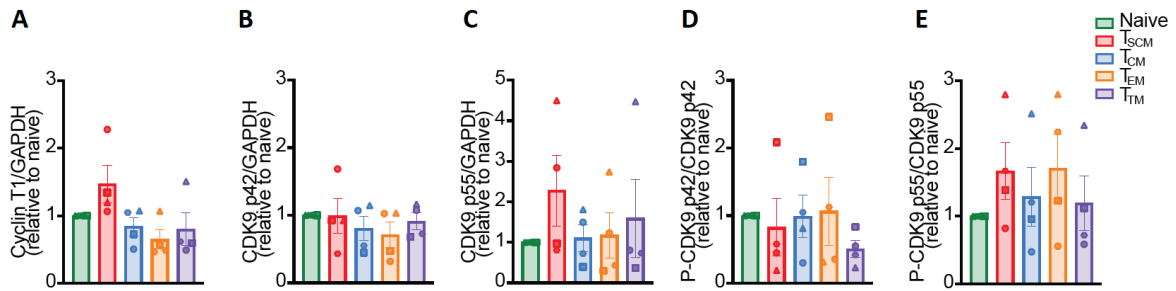 A
B
C
D
E
Naive
TSCM
TCM
TEM
TTM
Cyclin T1/GAPDH
(relative to naive)
3
2
1
0
CDK9 p42/GAPDH
(relative to naive)
3
2
1
0
CDK9 p55/GAPDH
(relative to naive)
5
4
3
2
1
0
P-CDK9 p42/CDK9 p42
(relative to naive)
3
2
1
0
P-CDK9 p55/CDK9 p55
(relative to naive)
3
2
1
0